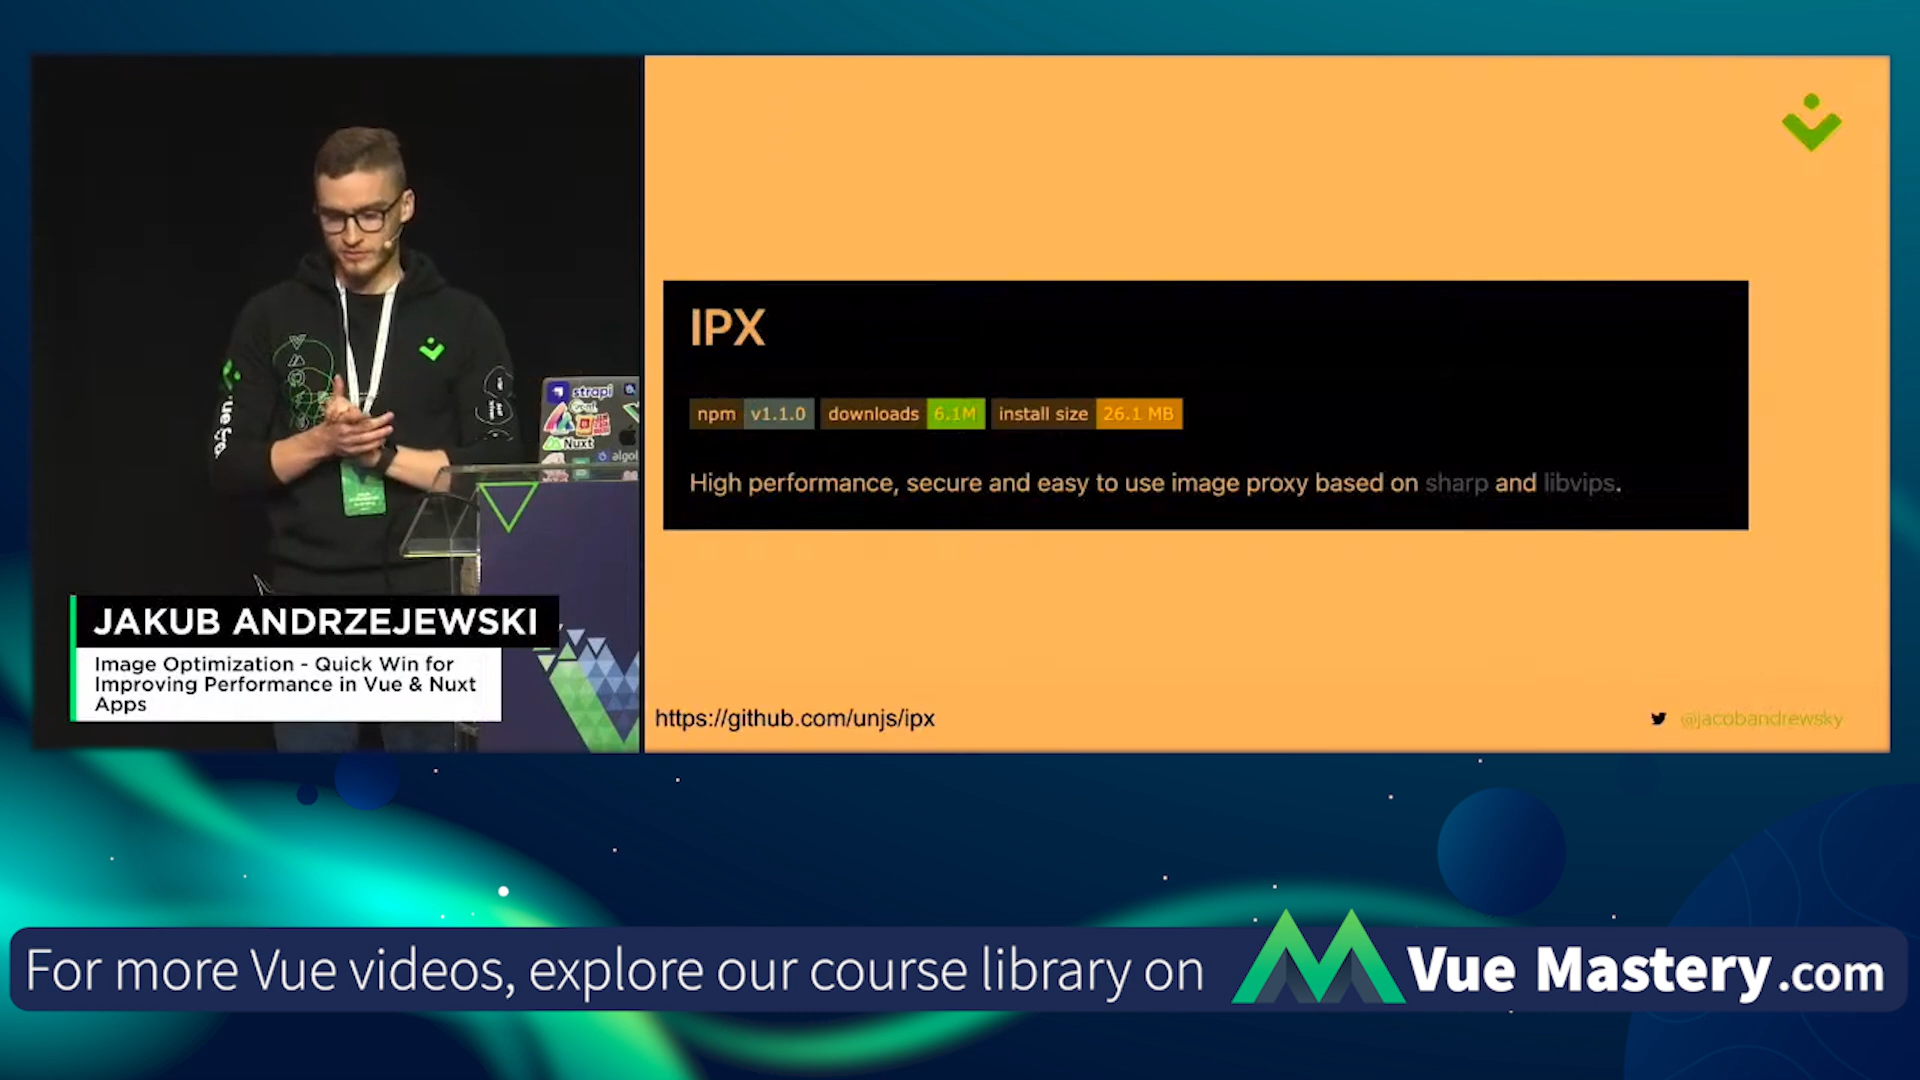 IPX
npm v1.1.0 downloads 6.1M install size 26.1 MB
High performance, secure and easy to use image proxy based on sharp and libvips.
https://github.com/unjs/ipx
@jacobandrewsky
strapi
Nuxt
JAKUB ANDRZEJEWSKI
Image Optimization - Quick Win for
Improving Performance in Vue & Nuxt
Apps
For more Vue videos, explore our course library on Vue Mastery.com